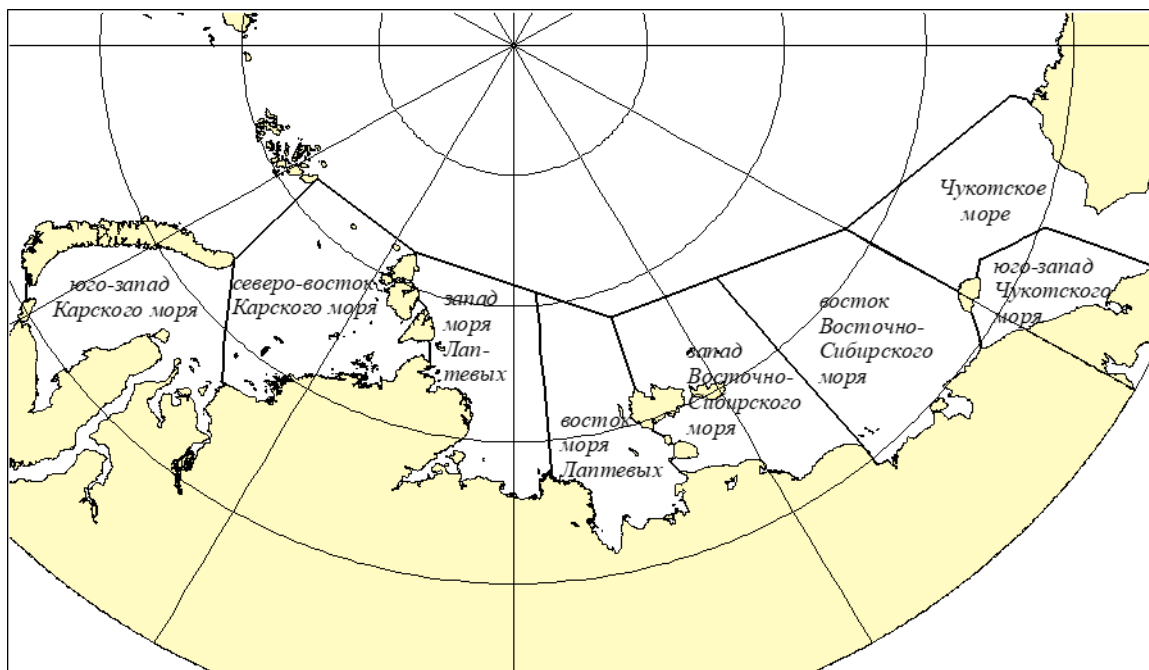 юго-запад
Карского моря
северо-восток
Карского моря
запад
моря
Лап-
тевых
восток
моря
Лаптевых
запад
Восточно-
Сибирского
моря
восток
Восточно-
Сибирского
моря
Чукотское
море
юго-запад
Чукотского
моря